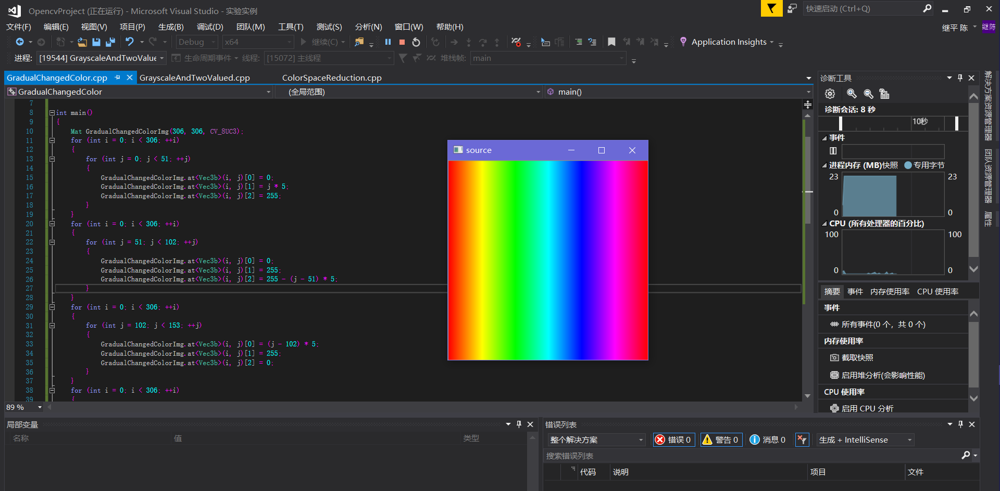 OpencvProject (正在运行) - Microsoft Visual Studio - 实验实例
快速启动 (Ctrl+Q)
文件(F) 编辑(E) 视图(V) 项目(P) 生成(B) 调试(D) 团队(M) 工具(T) 测试(S) 分析(N) 窗口(W) 帮助(H)
继平 陈 继陈
Debug x64 继续(C) Application Insights
进程: [19544] GrayscaleAndTwoValue 生命周期事件 线程: [15072] 主线程 堆栈帧: main
GradualChangedColor.cpp GrayscaleAndTwoValued.cpp ColorSpaceReduction.cpp
GradualChangedColor (全局范围) main()
7
8 int main()
9 {
10 Mat GradualChangedColorImg(306, 306, CV_8UC3);
11 for (int i = 0; i < 306; ++i)
12 {
13 for (int j = 0; j < 51; ++j)
14 {
15 GradualChangedColorImg.at<Vec3b>(i, j)[0] = 0;
16 GradualChangedColorImg.at<Vec3b>(i, j)[1] = j * 5;
17 GradualChangedColorImg.at<Vec3b>(i, j)[2] = 255;
18 }
19 }
20 for (int i = 0; i < 306; ++i)
21 {
22 for (int j = 51; j < 102; ++j)
23 {
24 GradualChangedColorImg.at<Vec3b>(i, j)[0] = 0;
25 GradualChangedColorImg.at<Vec3b>(i, j)[1] = 255;
26 GradualChangedColorImg.at<Vec3b>(i, j)[2] = 255 - (j - 51) * 5;
27 }
28 }
29 for (int i = 0; i < 306; ++i)
30 {
31 for (int j = 102; j < 153; ++j)
32 {
33 GradualChangedColorImg.at<Vec3b>(i, j)[0] = (j - 102) * 5;
34 GradualChangedColorImg.at<Vec3b>(i, j)[1] = 255;
35 GradualChangedColorImg.at<Vec3b>(i, j)[2] = 0;
36 }
37 }
38 for (int i = 0; i < 306; ++i)
39 {
89 %
source
诊断工具
诊断会话: 8 秒
10秒
事件
进程内存 (MB) 快照 专用字节
23 23
0 0
CPU (所有处理器的百分比)
100 100
0 0
摘要 事件 内存使用率 CPU 使用率
事件
所有事件(0 个，共 0 个)
内存使用率
截取快照
启用堆分析(会影响性能)
CPU 使用率
启用 CPU 分析
解决方案资源管理器
团队资源管理器
属性
局部变量
名称 值 类型
错误列表
整个解决方案 错误 0 警告 0 消息 0 生成 + IntelliSense
搜索错误列表
代码 说明 项目 文件